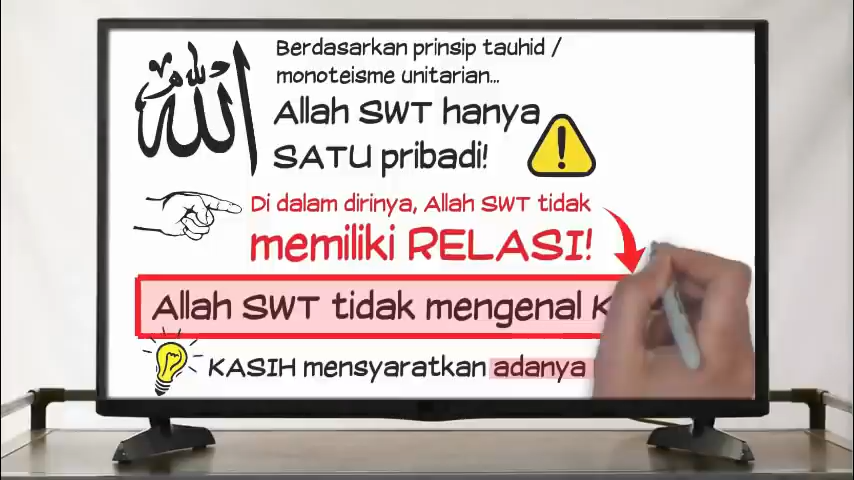 الله
Berdasarkan prinsip tauhid /
monoteisme unitarian...
Allah SWT hanya
SATU pribadi!
Di dalam dirinya, Allah SWT tidak
memiliki RELASI!
Allah SWT tidak mengenal
KASIH mensyaratkan adanya